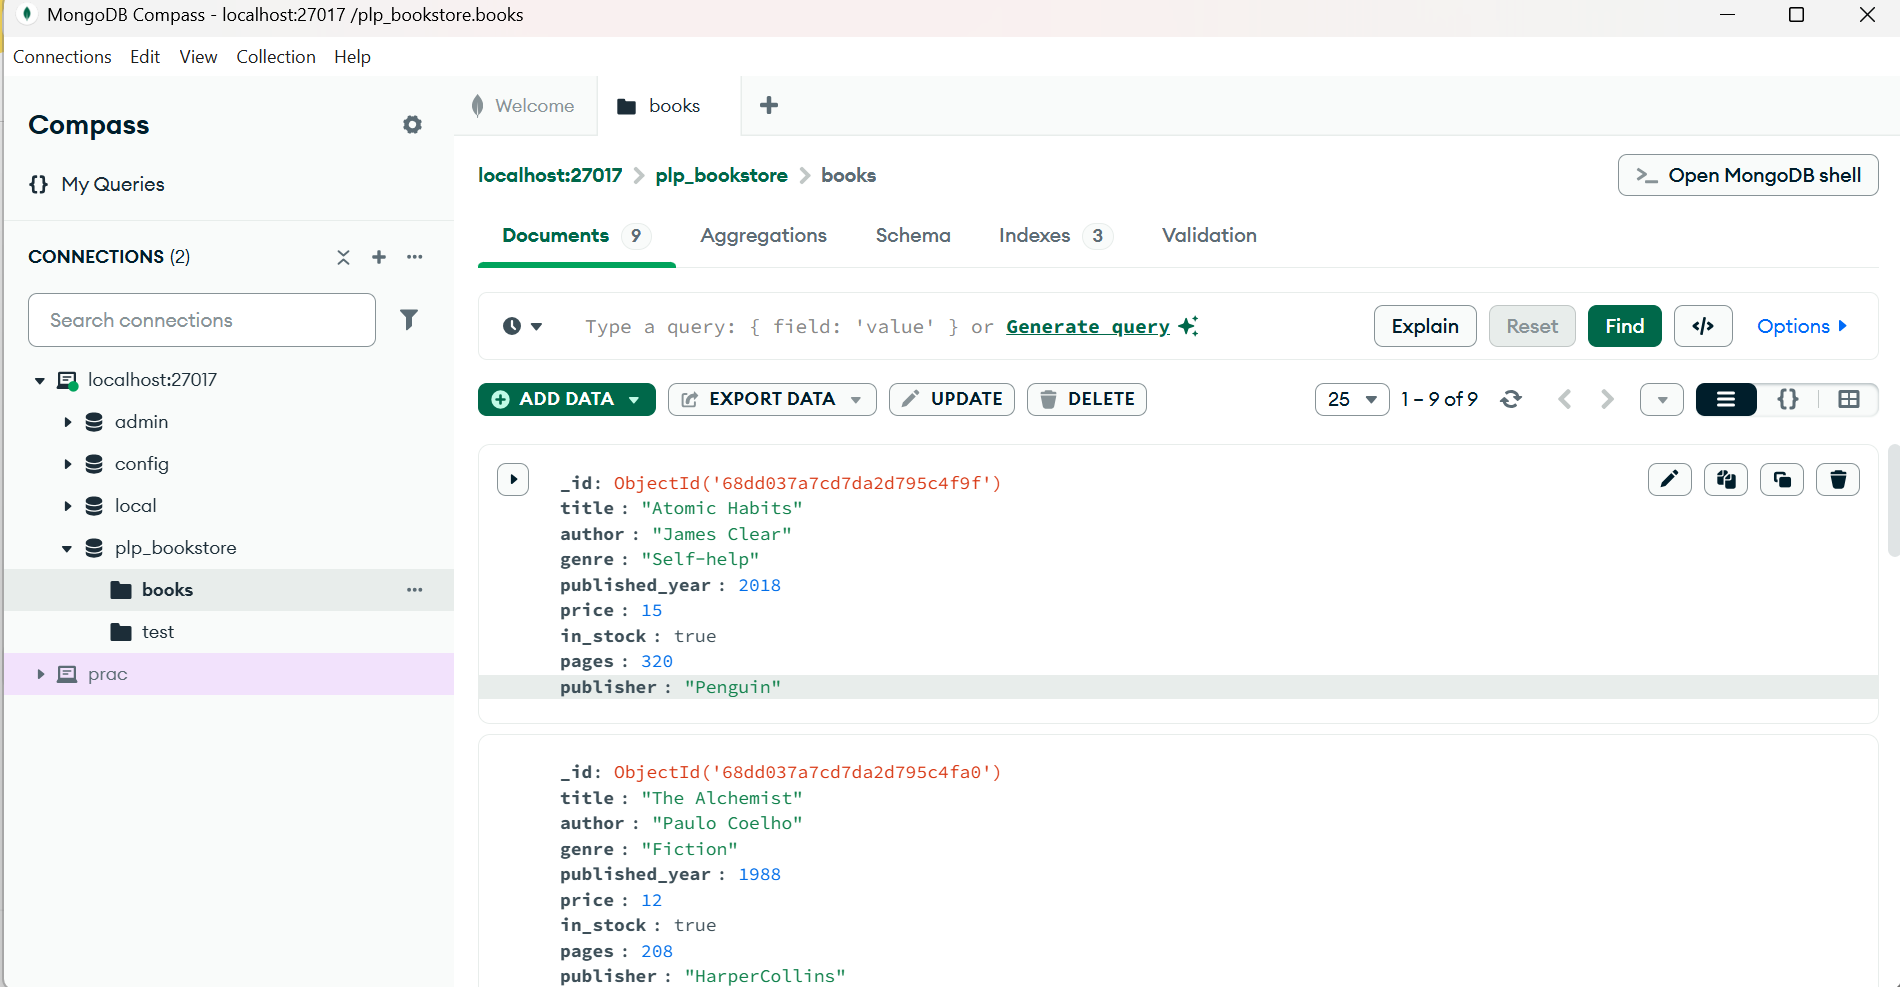 MongoDB Compass - localhost:27017 /plp_bookstore.books
Connections Edit View Collection Help
Compass
{} My Queries
CONNECTIONS (2)
Search connections
localhost:27017
admin
config
local
plp_bookstore
books
test
prac
Welcome
books
localhost:27017 > plp_bookstore > books
>_ Open MongoDB shell
Documents 9 Aggregations Schema Indexes 3 Validation
Type a query: { field: 'value' } or Generate query
Explain Reset Find </> Options
ADD DATA EXPORT DATA UPDATE DELETE
25 1 – 9 of 9 {}
_id: ObjectId('68dd037a7cd7da2d795c4f9f')
title : "Atomic Habits"
author : "James Clear"
genre : "Self-help"
published_year : 2018
price : 15
in_stock : true
pages : 320
publisher : "Penguin"
_id: ObjectId('68dd037a7cd7da2d795c4fa0')
title : "The Alchemist"
author : "Paulo Coelho"
genre : "Fiction"
published_year : 1988
price : 12
in_stock : true
pages : 208
publisher : "HarperCollins"